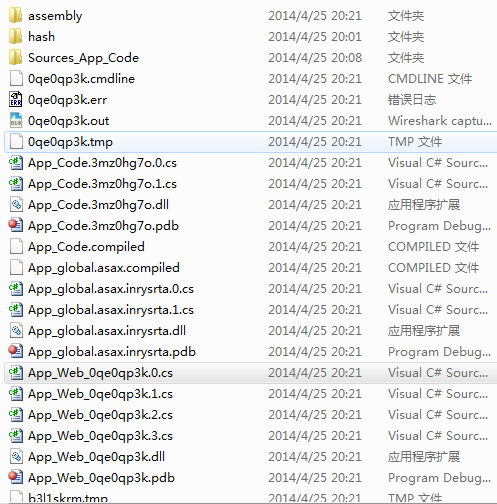 assembly 2014/4/25 20:21 文件夹
hash 2014/4/25 20:01 文件夹
Sources_App_Code 2014/4/25 20:08 文件夹
0qe0qp3k.cmdline 2014/4/25 20:21 CMDLINE 文件
0qe0qp3k.err 2014/4/25 20:21 错误日志
0qe0qp3k.out 2014/4/25 20:21 Wireshark captu...
0qe0qp3k.tmp 2014/4/25 20:21 TMP 文件
App_Code.3mz0hg7o.0.cs 2014/4/25 20:21 Visual C# Sourc...
App_Code.3mz0hg7o.1.cs 2014/4/25 20:21 Visual C# Sourc...
App_Code.3mz0hg7o.dll 2014/4/25 20:21 应用程序扩展
App_Code.3mz0hg7o.pdb 2014/4/25 20:21 Program Debug...
App_Code.compiled 2014/4/25 20:21 COMPILED 文件
App_global.asax.compiled 2014/4/25 20:21 COMPILED 文件
App_global.asax.inrysrta.0.cs 2014/4/25 20:21 Visual C# Sourc...
App_global.asax.inrysrta.1.cs 2014/4/25 20:21 Visual C# Sourc...
App_global.asax.inrysrta.dll 2014/4/25 20:21 应用程序扩展
App_global.asax.inrysrta.pdb 2014/4/25 20:21 Program Debug...
App_Web_0qe0qp3k.0.cs 2014/4/25 20:21 Visual C# Sourc...
App_Web_0qe0qp3k.1.cs 2014/4/25 20:21 Visual C# Sourc...
App_Web_0qe0qp3k.2.cs 2014/4/25 20:21 Visual C# Sourc...
App_Web_0qe0qp3k.3.cs 2014/4/25 20:21 Visual C# Sourc...
App_Web_0qe0qp3k.dll 2014/4/25 20:21 应用程序扩展
App_Web_0qe0qp3k.pdb 2014/4/25 20:21 Program Debug...
b3l1skrm.tmp 2014/4/25 20:21 TMP 文件